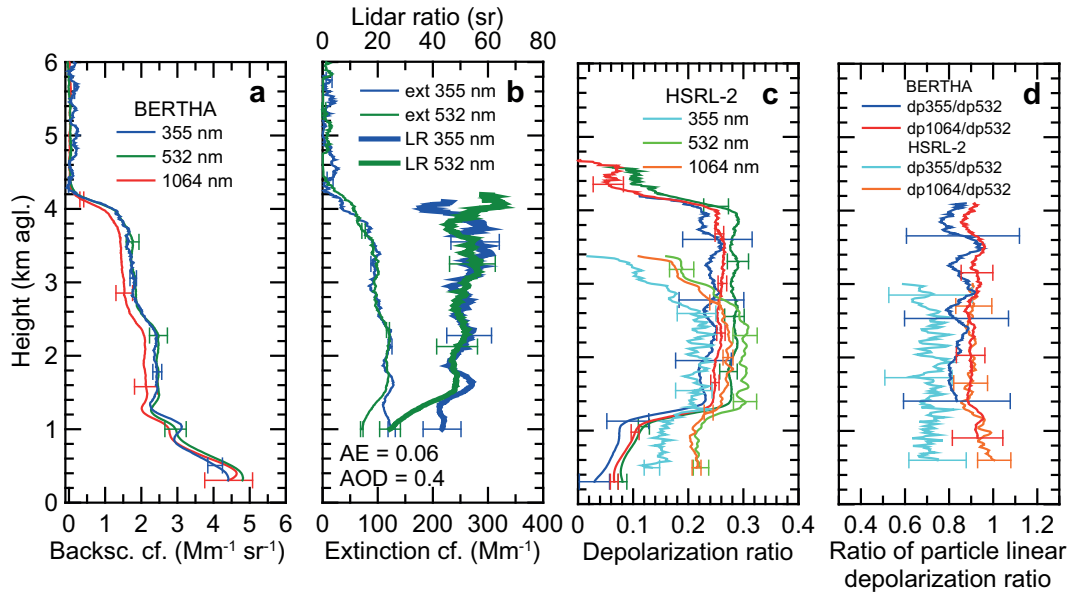 Lidar ratio (sr)
0 20 40 60 80
6
5
4
3
2
1
0
Height (km agl.)
a
BERTHA
355 nm
532 nm
1064 nm
0 1 2 3 4 5 6
Backsc. cf. (Mm⁻¹ sr⁻¹)
b
ext 355 nm
ext 532 nm
LR 355 nm
LR 532 nm
AE = 0.06
AOD = 0.4
0 100 200 300 400
Extinction cf. (Mm⁻¹)
c
HSRL-2
355 nm
532 nm
1064 nm
0 0.1 0.2 0.3 0.4
Depolarization ratio
d
BERTHA
dp355/dp532
dp1064/dp532
HSRL-2
dp355/dp532
dp1064/dp532
0.4 0.6 0.8 1 1.2
Ratio of particle linear
depolarization ratio